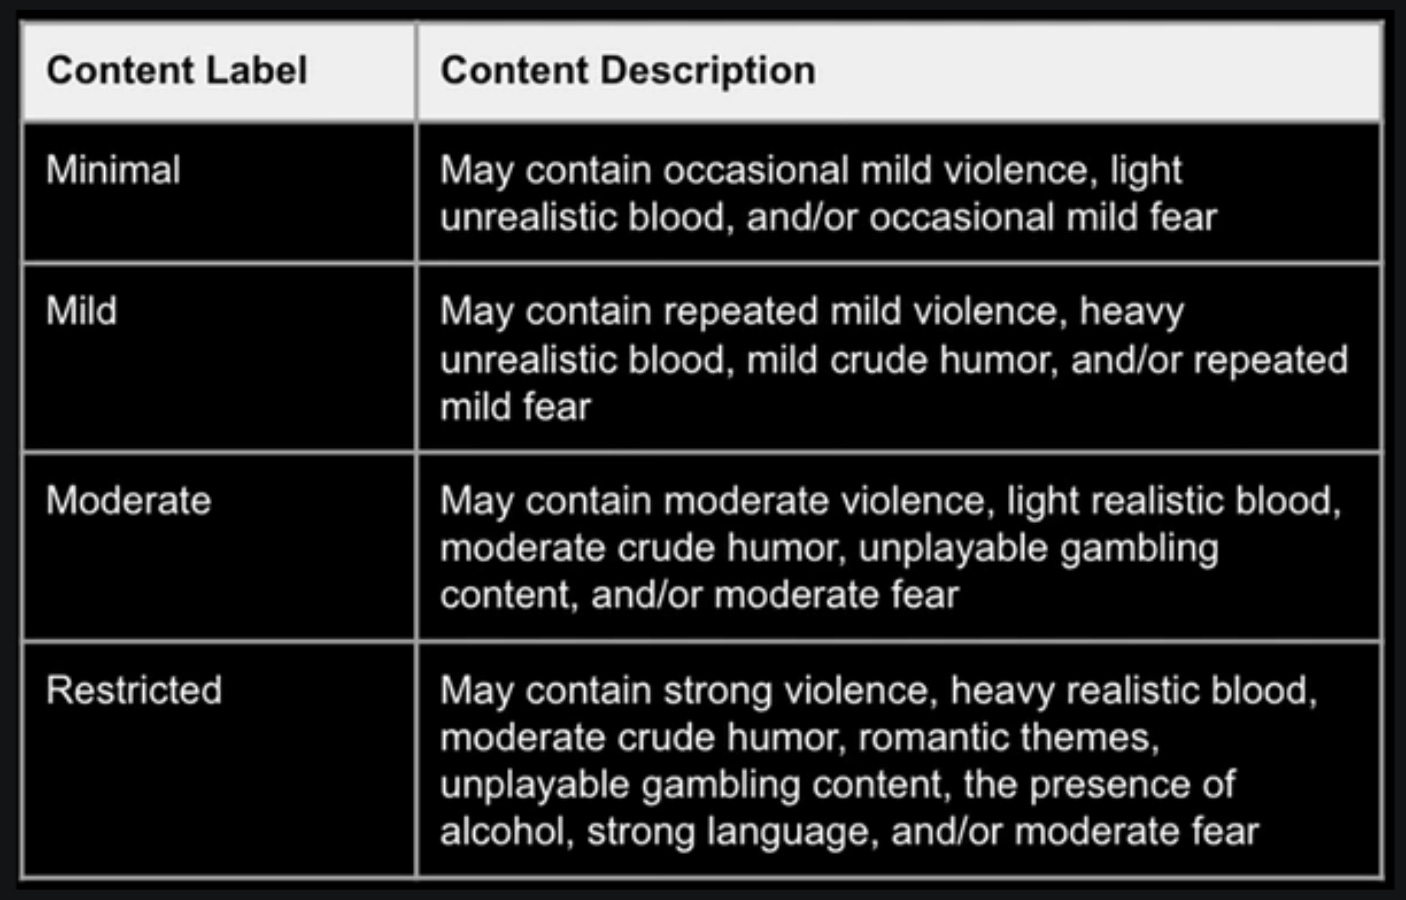 Content Label
Content Description
Minimal
May contain occasional mild violence, light
unrealistic blood, and/or occasional mild fear
Mild
May contain repeated mild violence, heavy
unrealistic blood, mild crude humor, and/or repeated
mild fear
Moderate
May contain moderate violence, light realistic blood,
moderate crude humor, unplayable gambling
content, and/or moderate fear
Restricted
May contain strong violence, heavy realistic blood,
moderate crude humor, romantic themes,
unplayable gambling content, the presence of
alcohol, strong language, and/or moderate fear